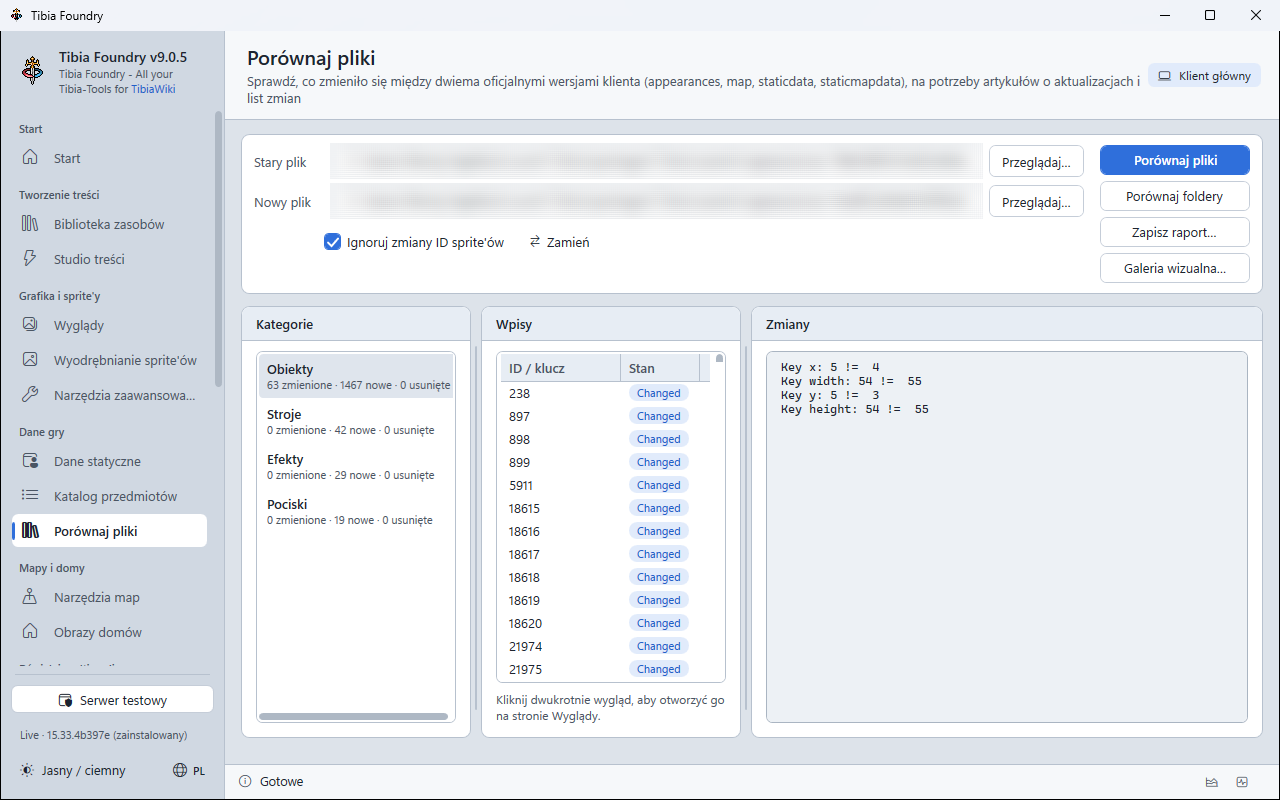 Tibia Foundry
Tibia Foundry v9.0.5
Tibia Foundry - All your
Tibia-Tools for TibiaWiki
Start
Start
Tworzenie treści
Biblioteka zasobów
Studio treści
Grafika i sprite'y
Wyglądy
Wyodrębnianie sprite'ów
Narzędzia zaawansowa...
Dane gry
Dane statyczne
Katalog przedmiotów
Porównaj pliki
Mapy i domy
Narzędzia map
Obrazy domów
Serwer testowy
Live · 15.33.4b397e (zainstalowany)
Jasny / ciemny
PL
Porównaj pliki
Sprawdź, co zmieniło się między dwiema oficjalnymi wersjami klienta (appearances, map, staticdata, staticmapdata), na potrzeby artykułów o aktualizacjach i
list zmian
Klient główny
Stary plik
Przeglądaj...
Nowy plik
Przeglądaj...
Ignoruj zmiany ID sprite'ów
Zamień
Porównaj pliki
Porównaj foldery
Zapisz raport...
Galeria wizualna...
Kategorie
Obiekty
63 zmienione · 1467 nowe · 0 usunięte
Stroje
0 zmienione · 42 nowe · 0 usunięte
Efekty
0 zmienione · 29 nowe · 0 usunięte
Pociski
0 zmienione · 19 nowe · 0 usunięte
Wpisy
ID / klucz Stan
238 Changed
897 Changed
898 Changed
899 Changed
5911 Changed
18615 Changed
18616 Changed
18617 Changed
18618 Changed
18619 Changed
18620 Changed
21974 Changed
21975 Changed
Kliknij dwukrotnie wygląd, aby otworzyć go
na stronie Wyglądy.
Zmiany
Key x: 5 !=  4
Key width: 54 !=  55
Key y: 5 !=  3
Key height: 54 !=  55
Gotowe